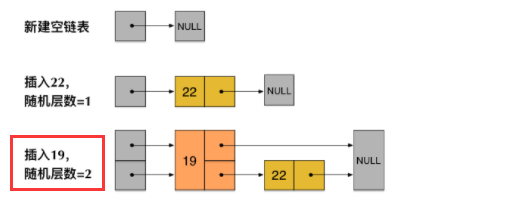 新建空链表
NULL
插入22,
随机层数=1
22
NULL
插入19,
随机层数=2
19
22
NULL